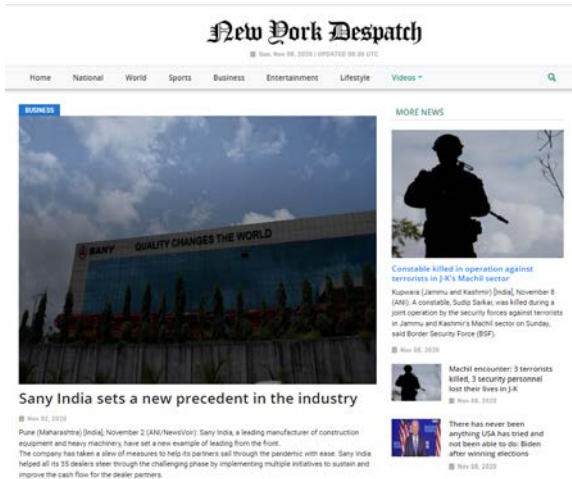 New York Despatch
Sun, Nov 08, 2020 | UPDATED 08:36 UTC
Home National World Sports Business Entertainment Lifestyle Videos
BUSINESS
SANY QUALITY CHANGES THE WORLD
Sany India sets a new precedent in the industry
Nov 02, 2020
Pune (Maharashtra) [India], November 2 (ANI/NewsVoir): Sany India, a leading manufacturer of construction
equipment and heavy machinery, have set a new example of leading from the front.
The company has taken a slew of measures to help its partners sail through the pandemic with ease. Sany India
helped all its 35 dealers steer through the challenging phase by implementing multiple initiatives to sustain and
improve the cash flow for the dealer partners.
MORE NEWS
Constable killed in operation against
terrorists in J-K's Machil sector
Kupwara (Jammu and Kashmir) [India], November 8
(ANI): A constable, Sudip Sarkar, was killed during a
joint operation by the security forces against terrorists
in Jammu and Kashmir's Machil sector on Sunday,
said Border Security Force (BSF).
Nov 08, 2020
Machil encounter: 3 terrorists
killed, 3 security personnel
lost their lives in J-K
Nov 08, 2020
There has never been
anything USA has tried and
not been able to do: Biden
after winning elections
Nov 08, 2020